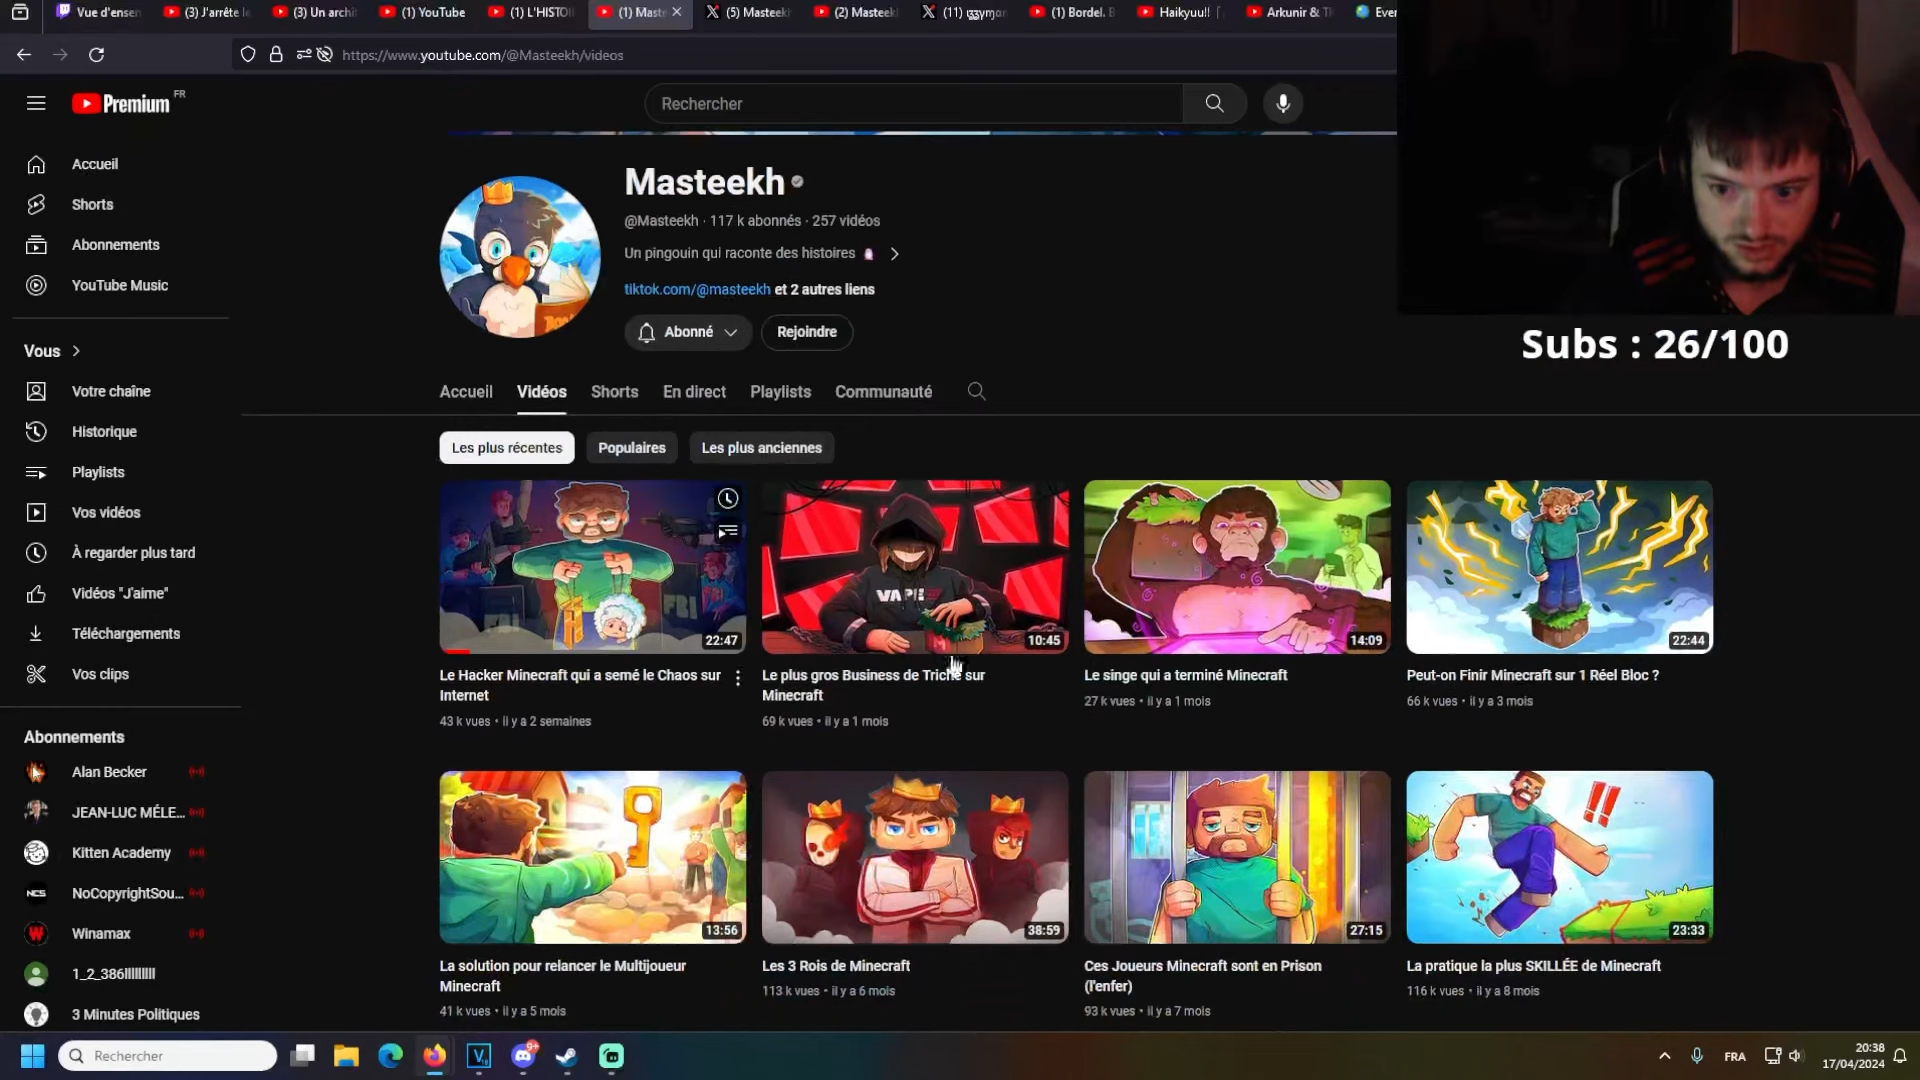 Vue d'ensen
(3) J'arrête le
(3) Un archi
(1) YouTube
(1) L'HISTOI
(1) Maste
(5) Masteek
(2) Masteek
(1) Bordel. B
Haikyuu!!
Arkunir & T
Ever
https://www.youtube.com/@Masteekh/videos
Premium FR
Rechercher
Accueil
Shorts
Abonnements
YouTube Music
Vous
Votre chaîne
Historique
Playlists
Vos vidéos
À regarder plus tard
Vidéos "J'aime"
Téléchargements
Vos clips
Abonnements
Alan Becker
JEAN-LUC MÉLE...
Kitten Academy
NCS
NoCopyrightSou...
Winamax
1_2_386lllllllll
3 Minutes Politiques
Masteekh
@Masteekh · 117 k abonnés · 257 vidéos
Un pingouin qui raconte des histoires
tiktok.com/@masteekh et 2 autres liens
Abonné
Rejoindre
Accueil
Vidéos
Shorts
En direct
Playlists
Communauté
Les plus récentes
Populaires
Les plus anciennes
FBI
22:47
Le Hacker Minecraft qui a semé le Chaos sur
Internet
43 k vues • il y a 2 semaines
VAPE
10:45
Le plus gros Business de Triche sur
Minecraft
69 k vues • il y a 1 mois
14:09
Le singe qui a terminé Minecraft
27 k vues • il y a 1 mois
22:44
Peut-on Finir Minecraft sur 1 Réel Bloc ?
66 k vues • il y a 3 mois
13:56
La solution pour relancer le Multijoueur
Minecraft
41 k vues • il y a 5 mois
38:59
Les 3 Rois de Minecraft
113 k vues • il y a 6 mois
27:15
Ces Joueurs Minecraft sont en Prison
(l'enfer)
93 k vues • il y a 7 mois
!!
23:33
La pratique la plus SKILLÉE de Minecraft
116 k vues • il y a 8 mois
Subs : 26/100
Rechercher
9+
FRA
20:38
17/04/2024